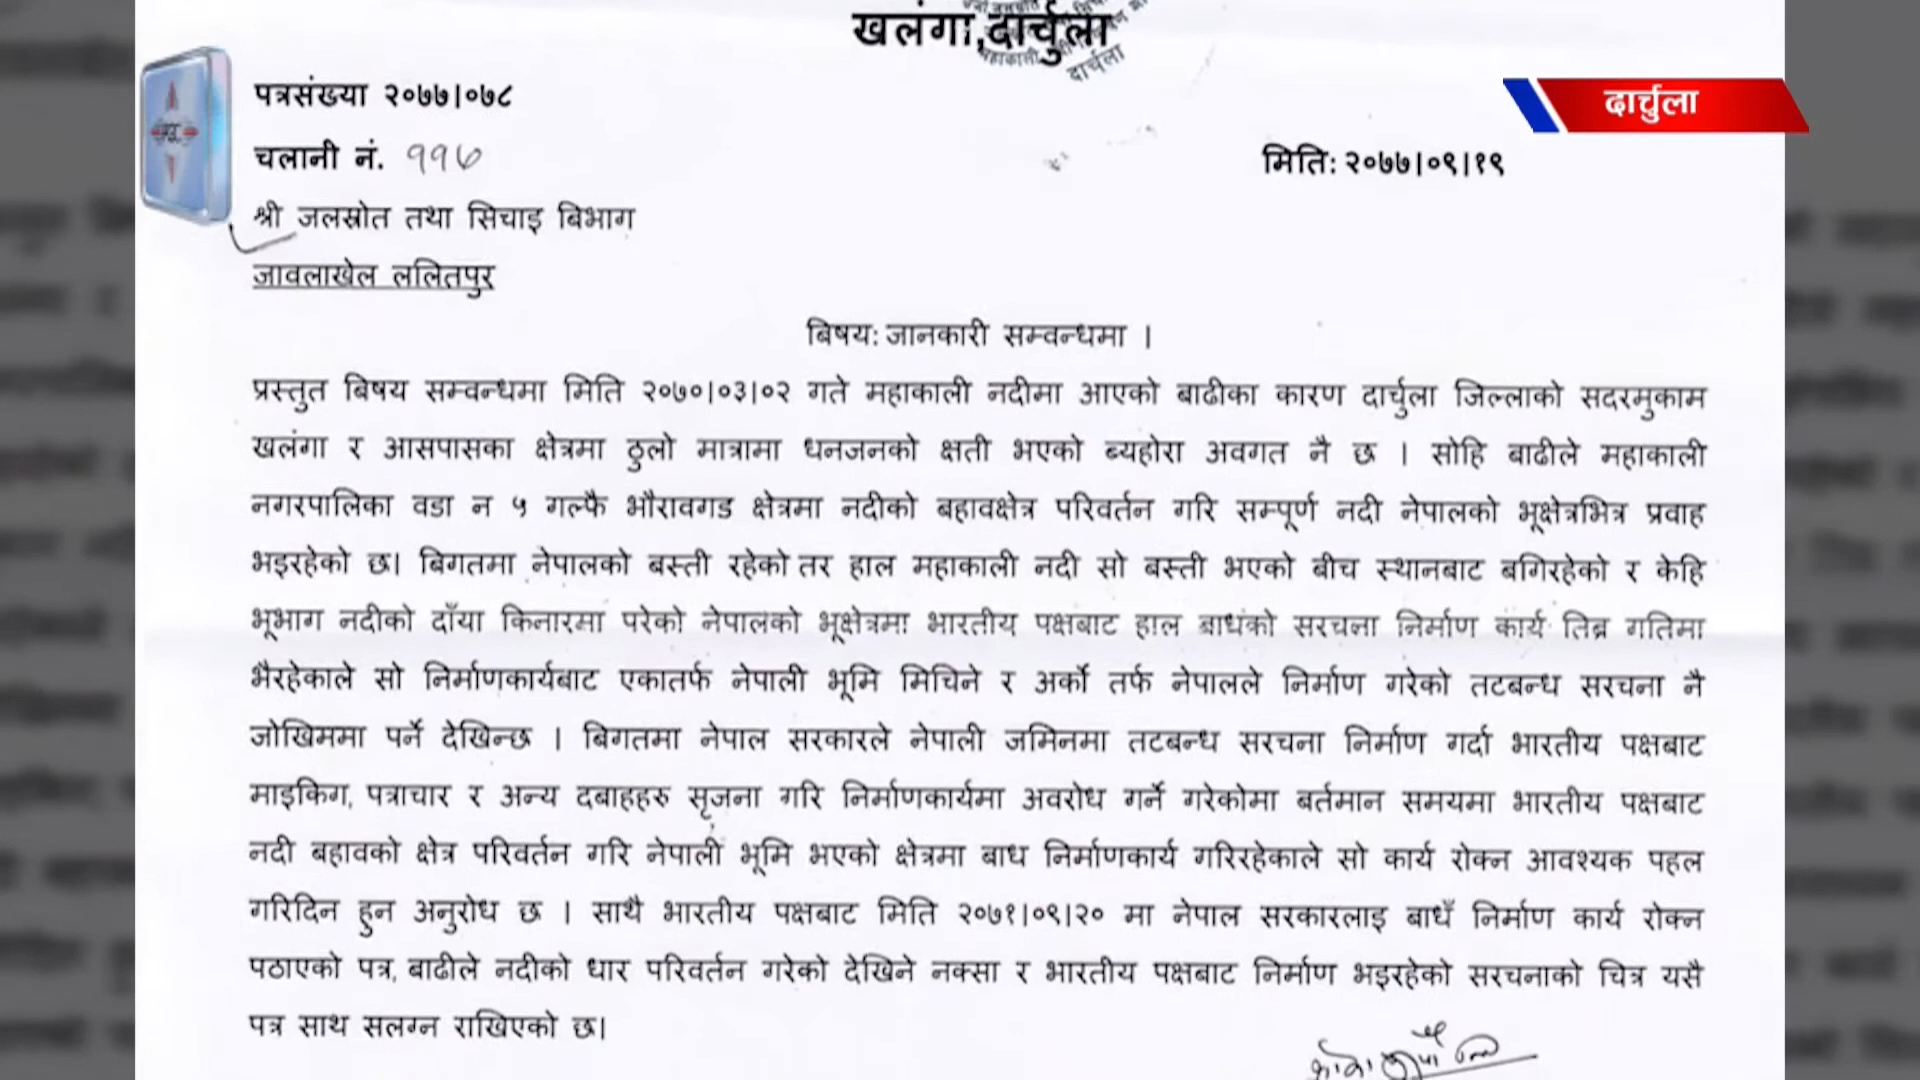 खलंगा,दार्चुला
दार्चुला
दार्चुला
पत्रसंख्या २०७७।०७८
चलानी नं. ११७
मिति: २०७७।०९।१९
श्री जलस्रोत तथा सिचाइ बिभाग
जावलाखेल ललितपुर
बिषय: जानकारी सम्वन्धमा ।
प्रस्तुत बिषय सम्वन्धमा मिति २०७०।०३।०२ गते महाकाली नदीमा आएको बाढीका कारण दार्चुला जिल्लाको सदरमुकाम
खलंगा र आसपासका क्षेत्रमा ठुलो मात्रामा धनजनको क्षती भएको ब्यहोरा अवगत नै छ । सोहि बाढीले महाकाली
नगरपालिका वडा न ५ गल्फै भौरावगड क्षेत्रमा नदीको बहावक्षेत्र परिवर्तन गरि सम्पूर्ण नदी नेपालको भूक्षेत्रभित्र प्रवाह
भइरहेको छ। बिगतमा नेपालको बस्ती रहेको तर हाल महाकाली नदी सो बस्ती भएको बीच स्थानबाट बगिरहेको र केहि
भूभाग नदीको दाँया किनारमा परेको नेपालको भूक्षेत्रमा भारतीय पक्षबाट हाल बाधंको सरचना निर्माण कार्य तिब्र गतिमा
भैरहेकाले सो निर्माणकार्यबाट एकातर्फ नेपाली भूमि मिचिने र अर्को तर्फ नेपालले निर्माण गरेको तटबन्ध सरचना नै
जोखिममा पर्ने देखिन्छ । बिगतमा नेपाल सरकारले नेपाली जमिनमा तटबन्ध सरचना निर्माण गर्दा भारतीय पक्षबाट
माइकिग, पत्राचार र अन्य दबाहहरु सृजना गरि निर्माणकार्यमा अवरोध गर्ने गरेकोमा बर्तमान समयमा भारतीय पक्षबाट
नदी बहावको क्षेत्र परिवर्तन गरि नेपाली भूमि भएको क्षेत्रमा बाध निर्माणकार्य गरिरहेकाले सो कार्य रोक्न आवश्यक पहल
गरिदिन हुन अनुरोध छ । साथै भारतीय पक्षबाट मिति २०७१।०९।२० मा नेपाल सरकारलाइ बाधँ निर्माण कार्य रोक्न
पठाएको पत्र, बाढीले नदीको धार परिवर्तन गरेको देखिने नक्सा र भारतीय पक्षबाट निर्माण भइरहेको सरचनाको चित्र यसै
पत्र साथ सलग्न राखिएको छ।